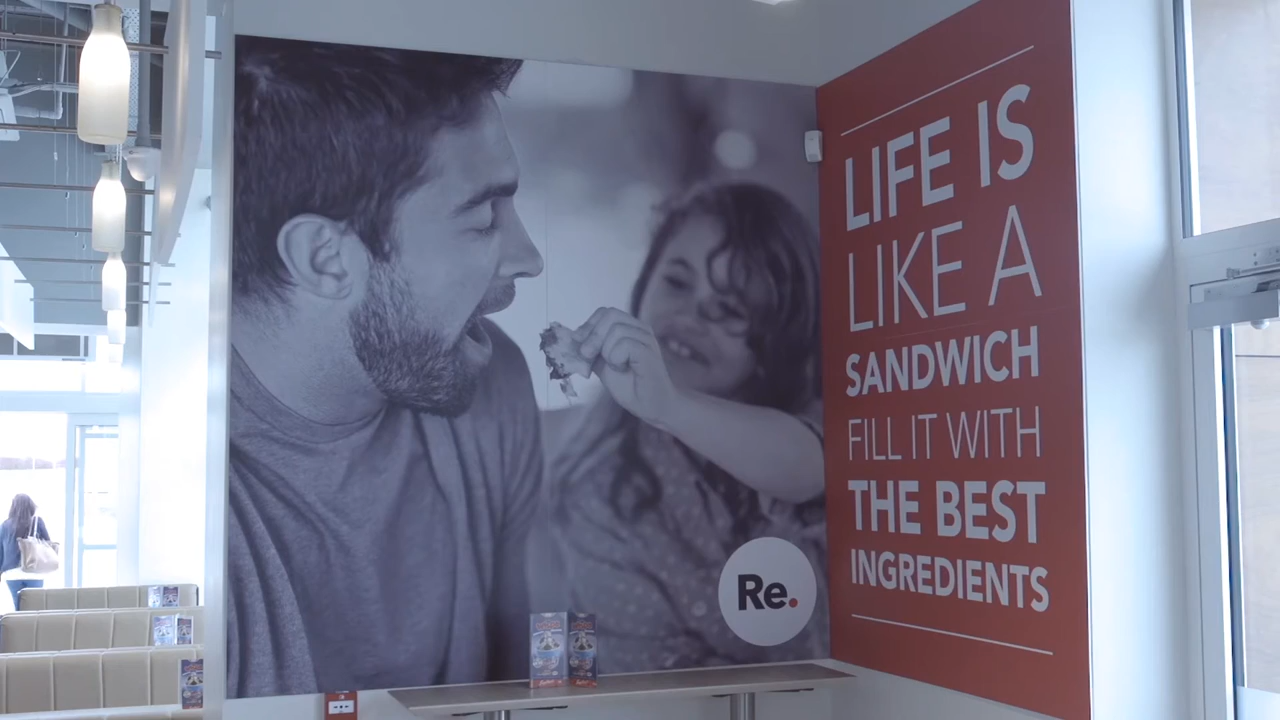 LIFE IS
LIKE A
SANDWICH
FILL IT WITH
THE BEST
INGREDIENTS
Re.